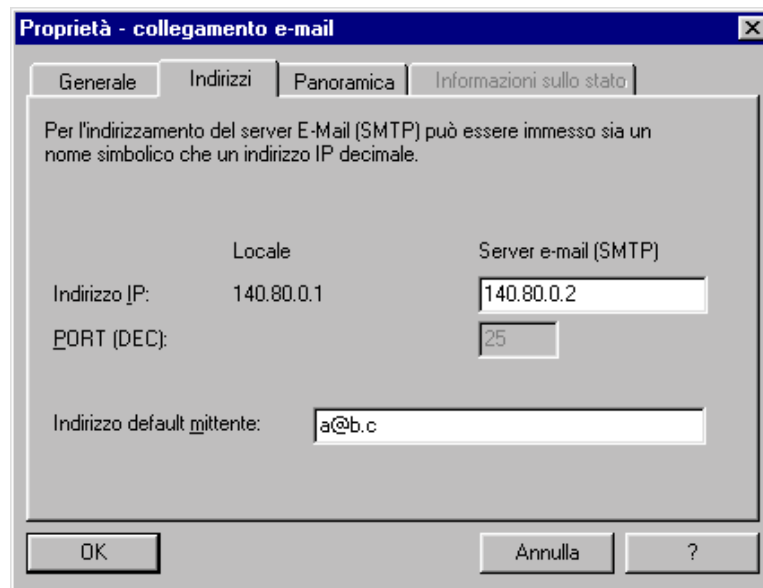 Proprietà - collegamento e-mail
Generale Indirizzi Panoramica Informazioni sullo stato
Per l'indirizzamento del server E-Mail (SMTP) può essere immesso sia un
nome simbolico che un indirizzo IP decimale.
Locale Server e-mail (SMTP)
Indirizzo IP: 140.80.0.1 140.80.0.2
PORT (DEC): 25
Indirizzo default mittente: a@b.c
OK Annulla ?